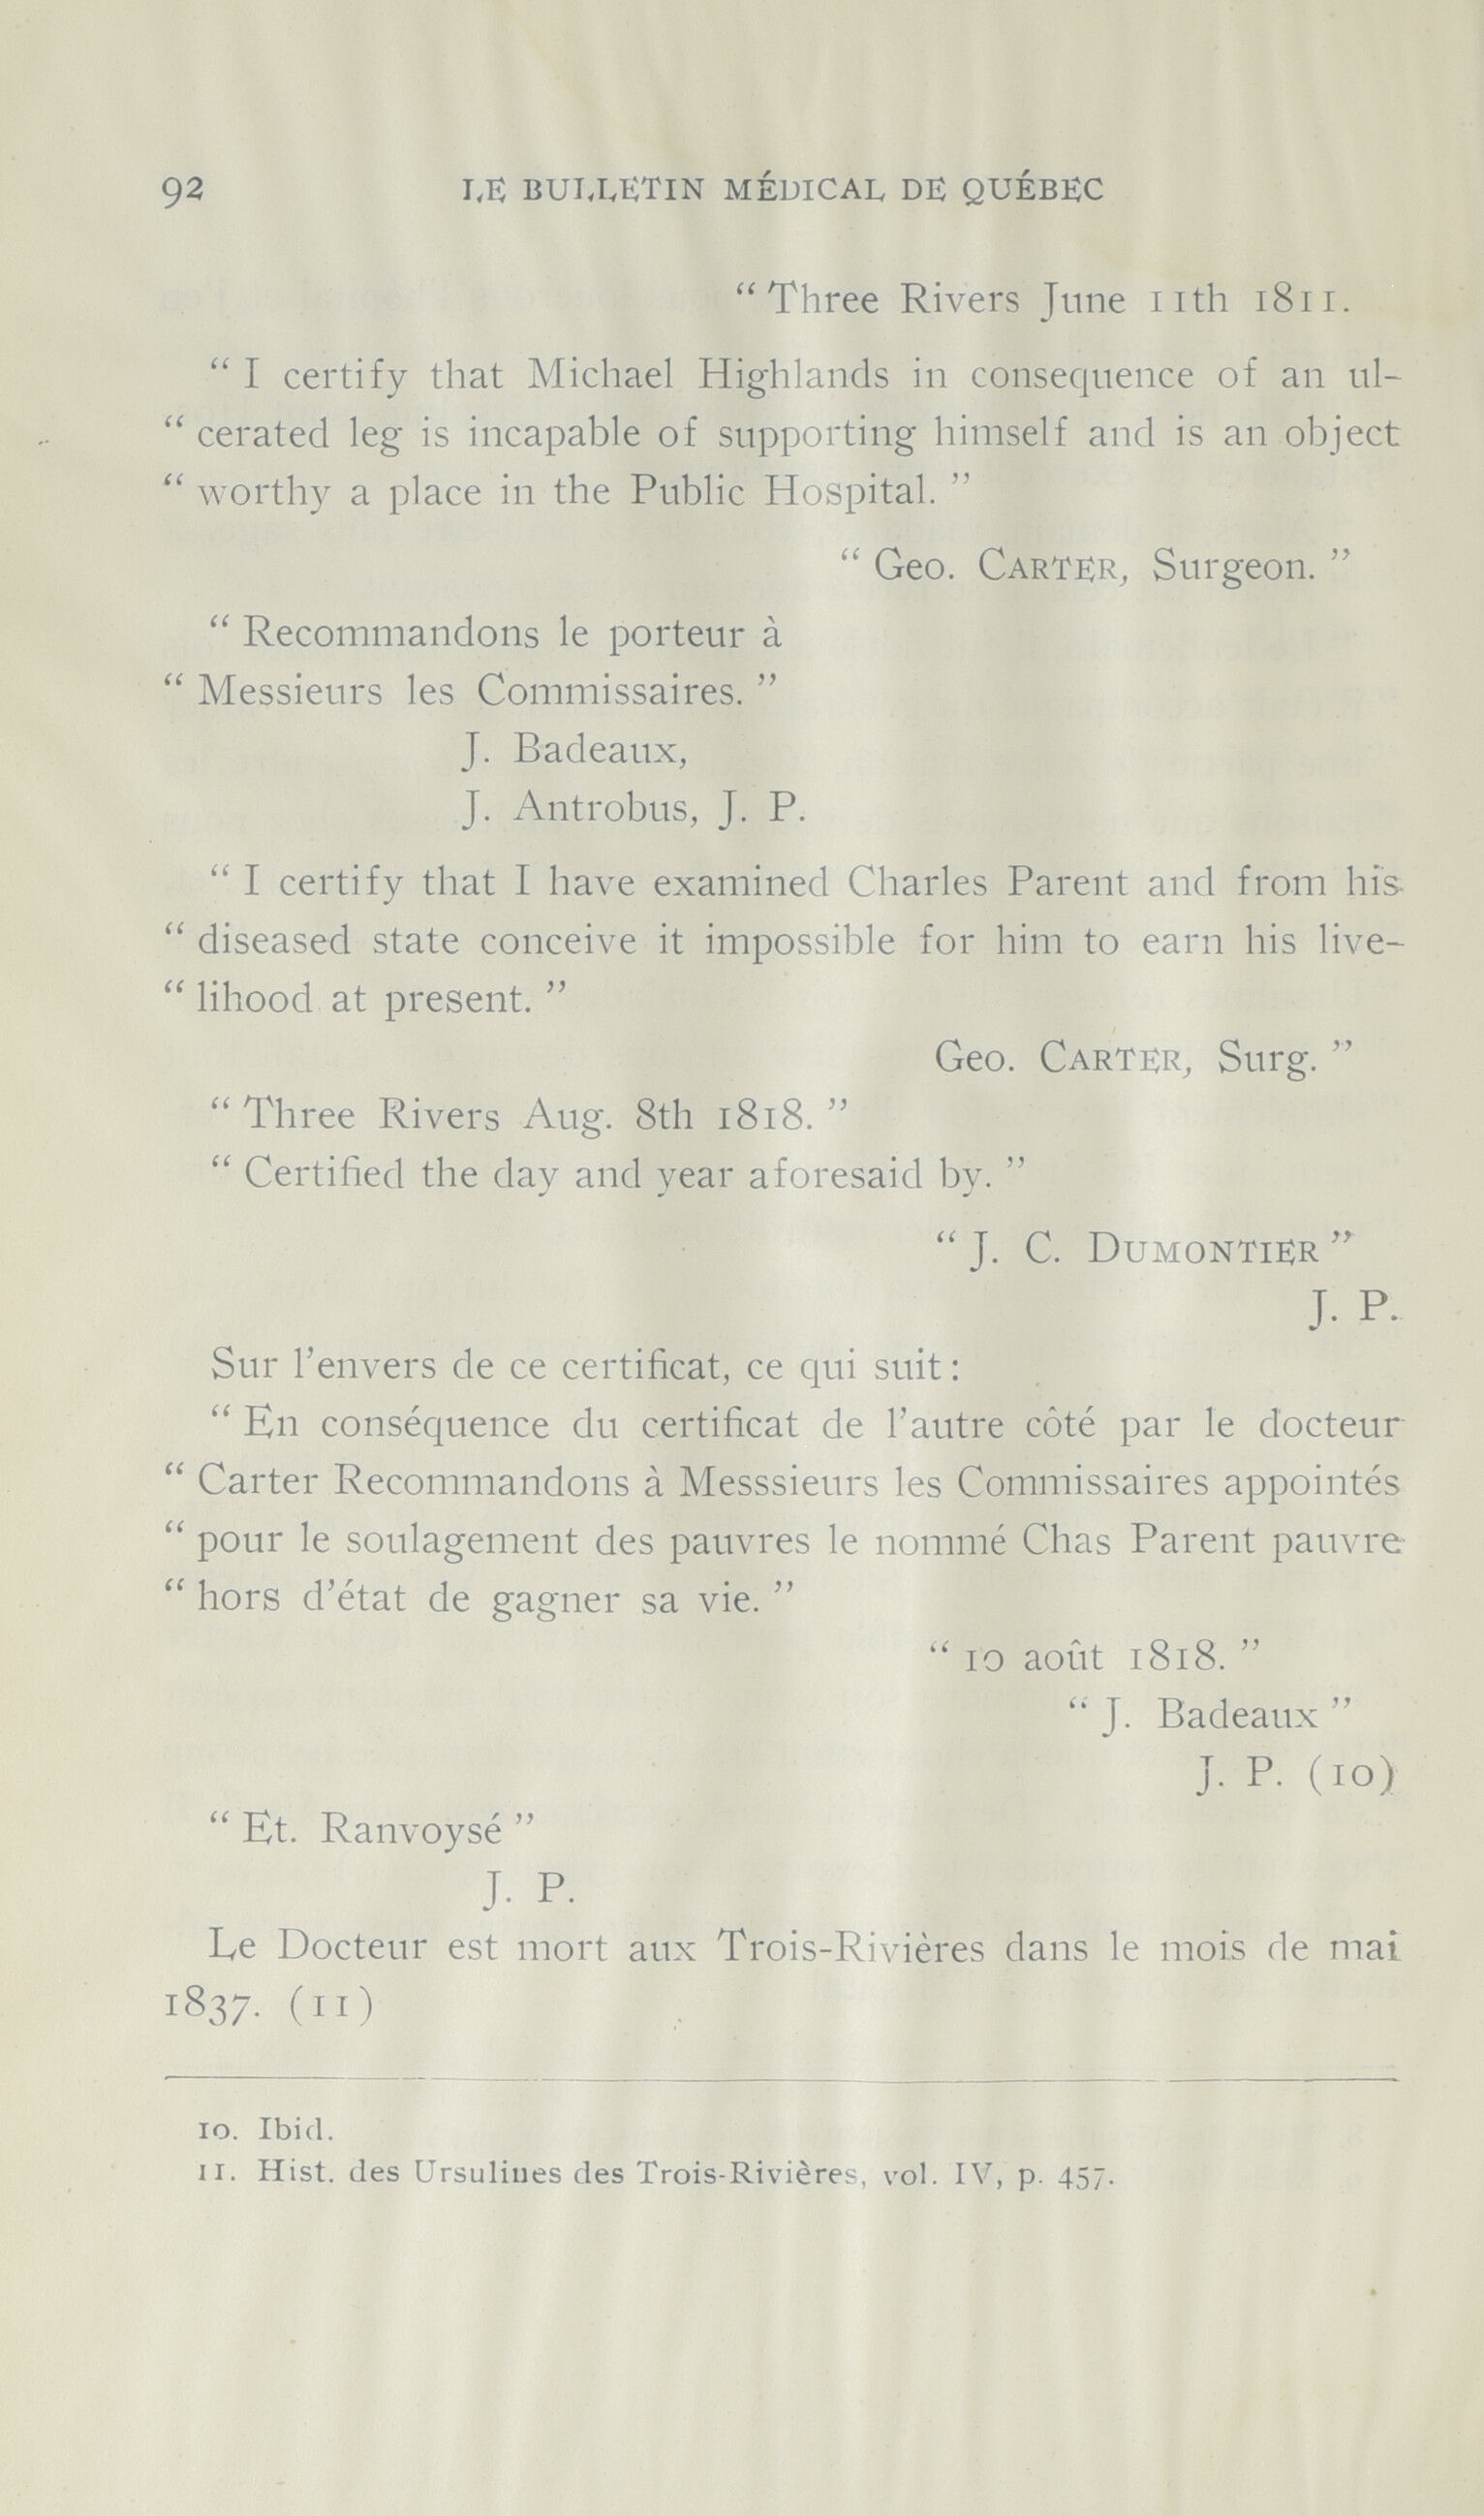 92 LE BULLETIN MÉDICAL DE QUÉBEC
“ Three Rivers June 11th 1811.
“ I certify that Michael Highlands in consequence of an ul-
“ cerated leg is incapable of supporting himself and is an object
“ worthy a place in the Public Hospital. ”
“ Geo. CARTER, Surgeon. ”
“ Recommandons le porteur à
“ Messieurs les Commissaires. ”
J. Badeaux,
J. Antrobus, J. P.
“ I certify that I have examined Charles Parent and from his
“ diseased state conceive it impossible for him to earn his live-
“ lihood at present. ”
Geo. CARTER, Surg. ”
“ Three Rivers Aug. 8th 1818. ”
“ Certified the day and year aforesaid by. ”
“ J. C. DUMONTIER ”
J. P.
Sur l’envers de ce certificat, ce qui suit :
“ En conséquence du certificat de l’autre côté par le docteur
“ Carter Recommandons à Messsieurs les Commissaires appointés
“ pour le soulagement des pauvres le nommé Chas Parent pauvre
“ hors d’état de gagner sa vie. ”
“ 10 août 1818. ”
“ J. Badeaux ”
J. P. (10)
“ Et. Ranvoysé ”
J. P.
Le Docteur est mort aux Trois-Rivières dans le mois de mai
1837. (11)
10. Ibid.
11. Hist. des Ursulines des Trois-Rivières, vol. IV, p. 457.